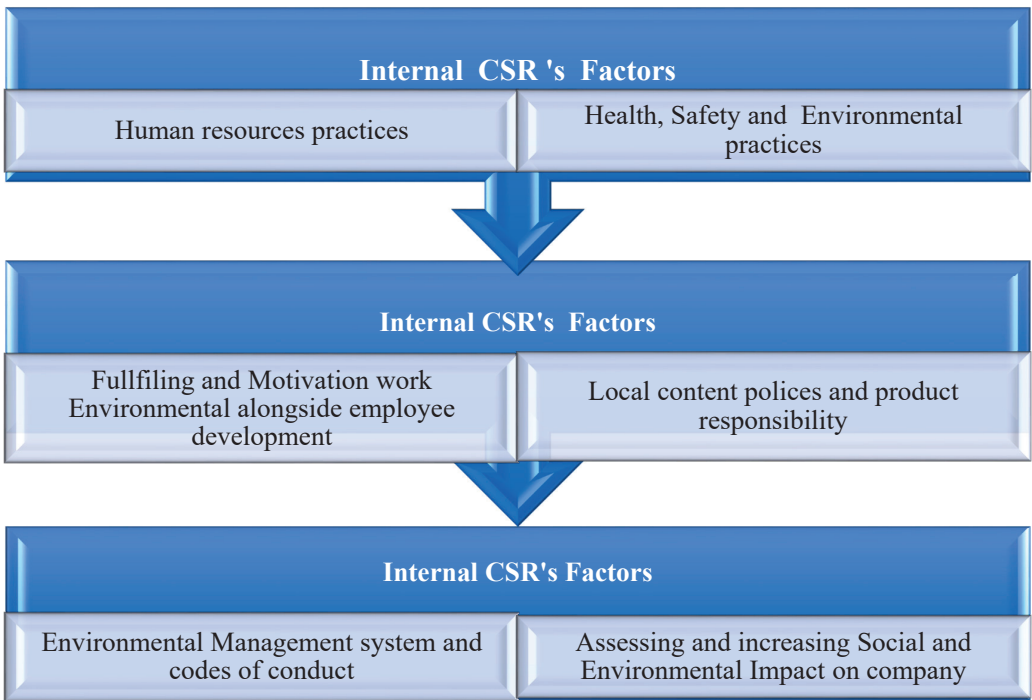 Internal CSR 's Factors
Human resources practices
Health, Safety and Environmental
practices
Internal CSR's Factors
Fullfiling and Motivation work
Environmental alongside employee
development
Local content polices and product
responsibility
Internal CSR's Factors
Environmental Management system and
codes of conduct
Assessing and increasing Social and
Environmental Impact on company